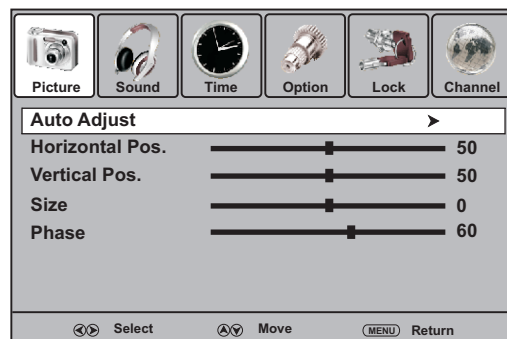 Picture Sound Time Option Lock Channel
Auto Adjust
Horizontal Pos. 50
Vertical Pos. 50
Size 0
Phase 60
Select Move MENU Return